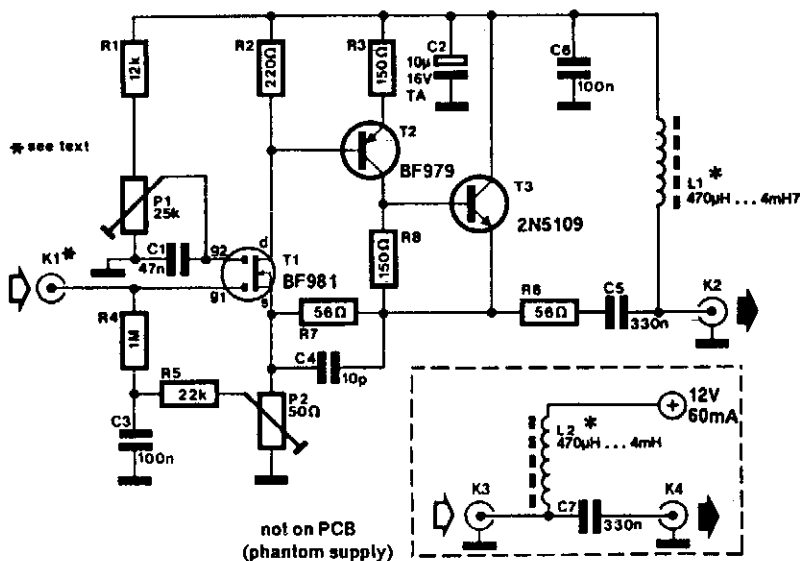 R1
12k
R2
220Ω
R3
150Ω
C2
10µ
16V
TA
C6
100n
* see text
T2
BF979
P1
25k
L1 *
470µH...4mH7
T3
2N5109
K1 *
C1
47n
g2
d
T1
BF981
g1
s
R8
150Ω
R4
1M
R7
56Ω
R6
56Ω
C5
330n
K2
C4
10p
R5
22k
P2
50Ω
C3
100n
12V
60mA
L2 *
470µH...4mH
K3
C7
330n
K4
not on PCB
(phantom supply)